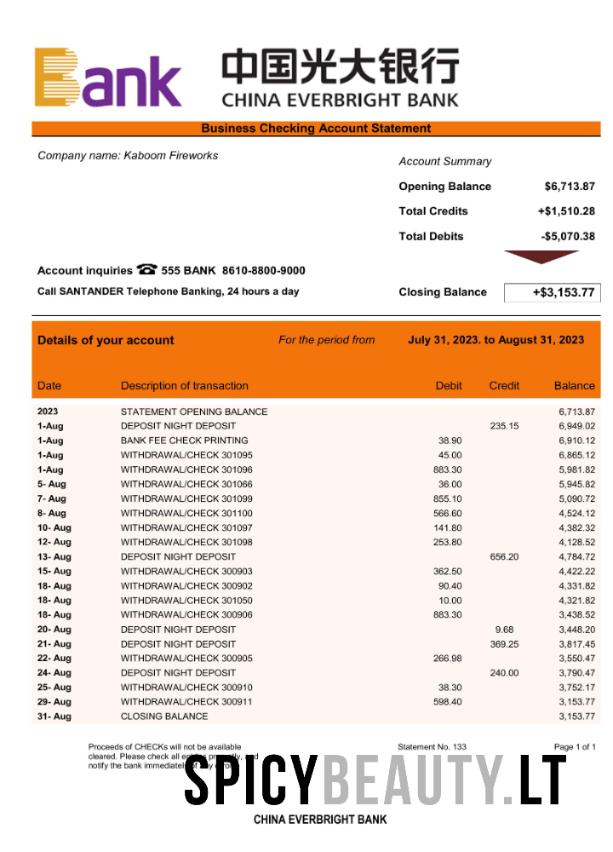 Bank
中国光大银行
CHINA EVERBRIGHT BANK
Business Checking Account Statement
Company name: Kaboom Fireworks
Account Summary
Opening Balance $6,713.87
Total Credits +$1,510.28
Total Debits -$5,070.38
Account inquiries ☎ 555 BANK 8610-8800-9000
Call SANTANDER Telephone Banking, 24 hours a day
Closing Balance +$3,153.77
Details of your account For the period from July 31, 2023. to August 31, 2023
Date Description of transaction Debit Credit Balance
2023 STATEMENT OPENING BALANCE 6,713.87
1-Aug DEPOSIT NIGHT DEPOSIT 235.15 6,949.02
1-Aug BANK FEE CHECK PRINTING 38.90 6,910.12
1-Aug WITHDRAWAL/CHECK 301095 45.00 6,865.12
1-Aug WITHDRAWAL/CHECK 301096 883.30 5,981.82
5- Aug WITHDRAWAL/CHECK 301066 36.00 5,945.82
7- Aug WITHDRAWAL/CHECK 301099 855.10 5,090.72
8- Aug WITHDRAWAL/CHECK 301100 566.60 4,524.12
10- Aug WITHDRAWAL/CHECK 301097 141.80 4,382.32
12- Aug WITHDRAWAL/CHECK 301098 253.80 4,128.52
13- Aug DEPOSIT NIGHT DEPOSIT 656.20 4,784.72
15- Aug WITHDRAWAL/CHECK 300903 362.50 4,422.22
18- Aug WITHDRAWAL/CHECK 300902 90.40 4,331.82
18- Aug WITHDRAWAL/CHECK 301050 10.00 4,321.82
18- Aug WITHDRAWAL/CHECK 300906 883.30 3,438.52
20- Aug DEPOSIT NIGHT DEPOSIT 9.68 3,448.20
21- Aug DEPOSIT NIGHT DEPOSIT 369.25 3,817.45
22- Aug WITHDRAWAL/CHECK 300905 266.98 3,550.47
24- Aug DEPOSIT NIGHT DEPOSIT 240.00 3,790.47
25- Aug WITHDRAWAL/CHECK 300910 38.30 3,752.17
29- Aug WITHDRAWAL/CHECK 300911 598.40 3,153.77
31- Aug CLOSING BALANCE 3,153.77
Proceeds of CHECKs will not be available
cleared. Please check all and
notify the bank immediately of
Statement No. 133
Page 1 of 1
SPICYBEAUTY.LT
CHINA EVERBRIGHT BANK